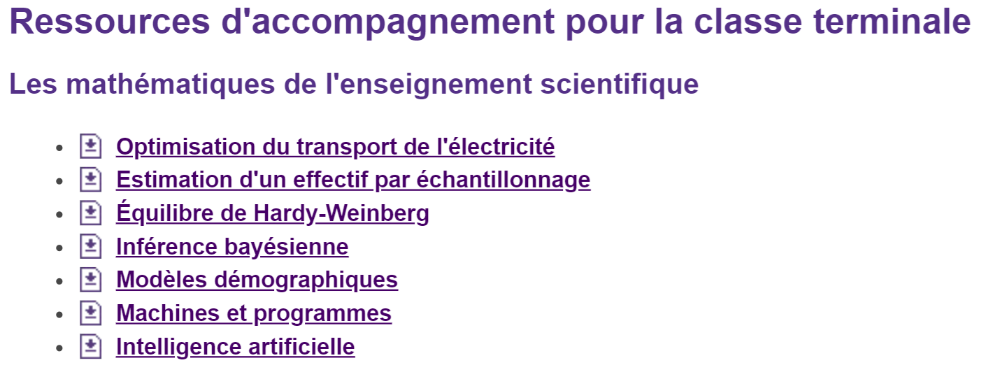 Ressources d'accompagnement pour la classe terminale
Les mathématiques de l'enseignement scientifique
Optimisation du transport de l'électricité
Estimation d'un effectif par échantillonnage
Équilibre de Hardy-Weinberg
Inférence bayésienne
Modèles démographiques
Machines et programmes
Intelligence artificielle